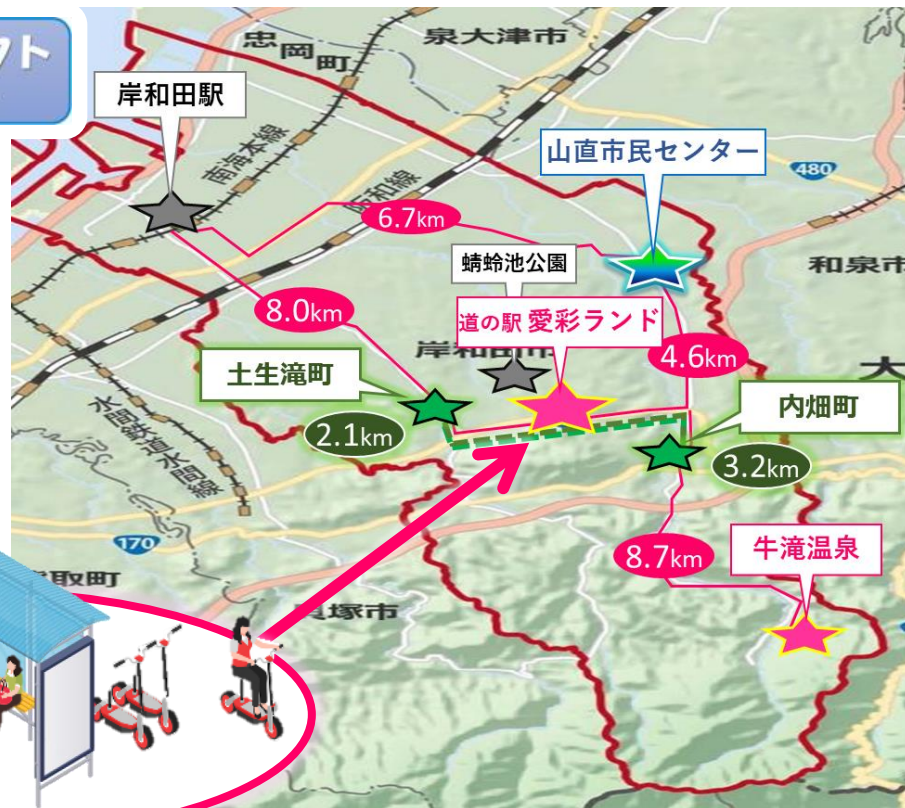 クト
忠岡町
泉大津市
岸和田駅
南海本線
阪和線
山直市民センター
480
6.7km
蜻蛉池公園
和泉市
8.0km
道の駅 愛彩ランド
岸和田市
4.6km
大
土生滝町
内畑町
2.1km
3.2km
水間鉄道水間線
170
8.7km
牛滝温泉
取町
貝塚市